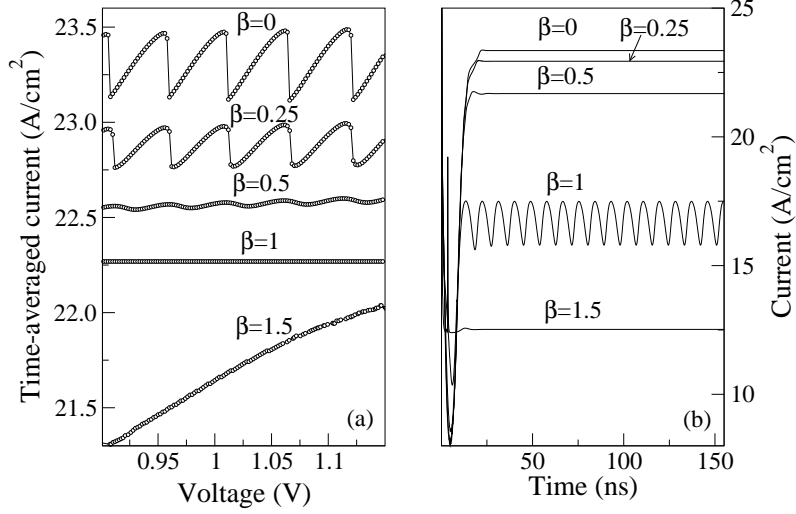 23.5
23.0
22.5
22.0
21.5
Time-averaged current (A/cm²)
β=0
β=0.25
β=0.5
β=1
β=1.5
(a)
0.95
1
1.05
1.1
Voltage (V)
β=0
β=0.25
β=0.5
β=1
β=1.5
(b)
50
100
150
Time (ns)
25
20
15
10
Current (A/cm²)